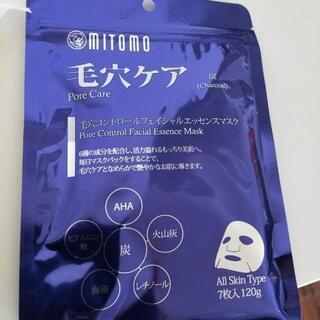 MITOMO
毛穴ケア
Pore Care
炭
(Charcoal)
毛穴コントロールフェイシャルエッセンスマスク
Pore Control Facial Essence Mask
6種の成分を配合し、活力溢れるもっちり美肌へ。
毎日マスクパックをすることで、
毛穴ケアとなめらかで艶やかなお肌に導きます。
AHA
ヒアルロン酸
火山灰
炭
海藻
レチノール
All Skin Type
7枚入 120g